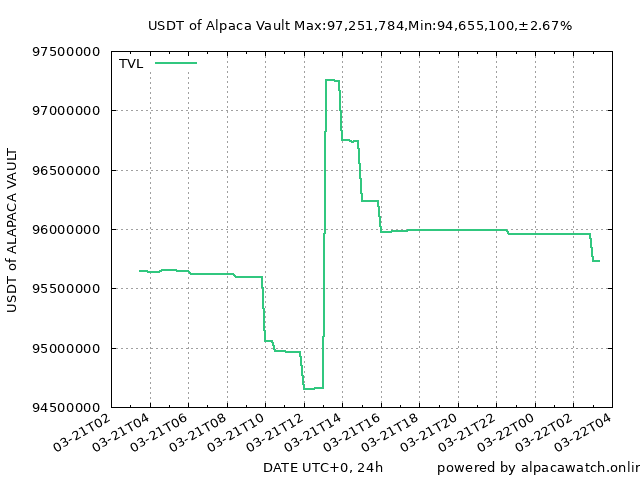 USDT of Alpaca Vault Max:97,251,784,Min:94,655,100,±2.67%
97500000
TVL
97000000
96500000
96000000
95500000
95000000
94500000
USDT of ALAPACA VAULT
03-21T02
03-21T04
03-21T06
03-21T08
03-21T10
03-21T12
03-21T14
03-21T16
03-21T18
03-21T20
03-21T22
03-22T00
03-22T02
03-22T04
DATE UTC+0, 24h
powered by alpacawatch.onlin